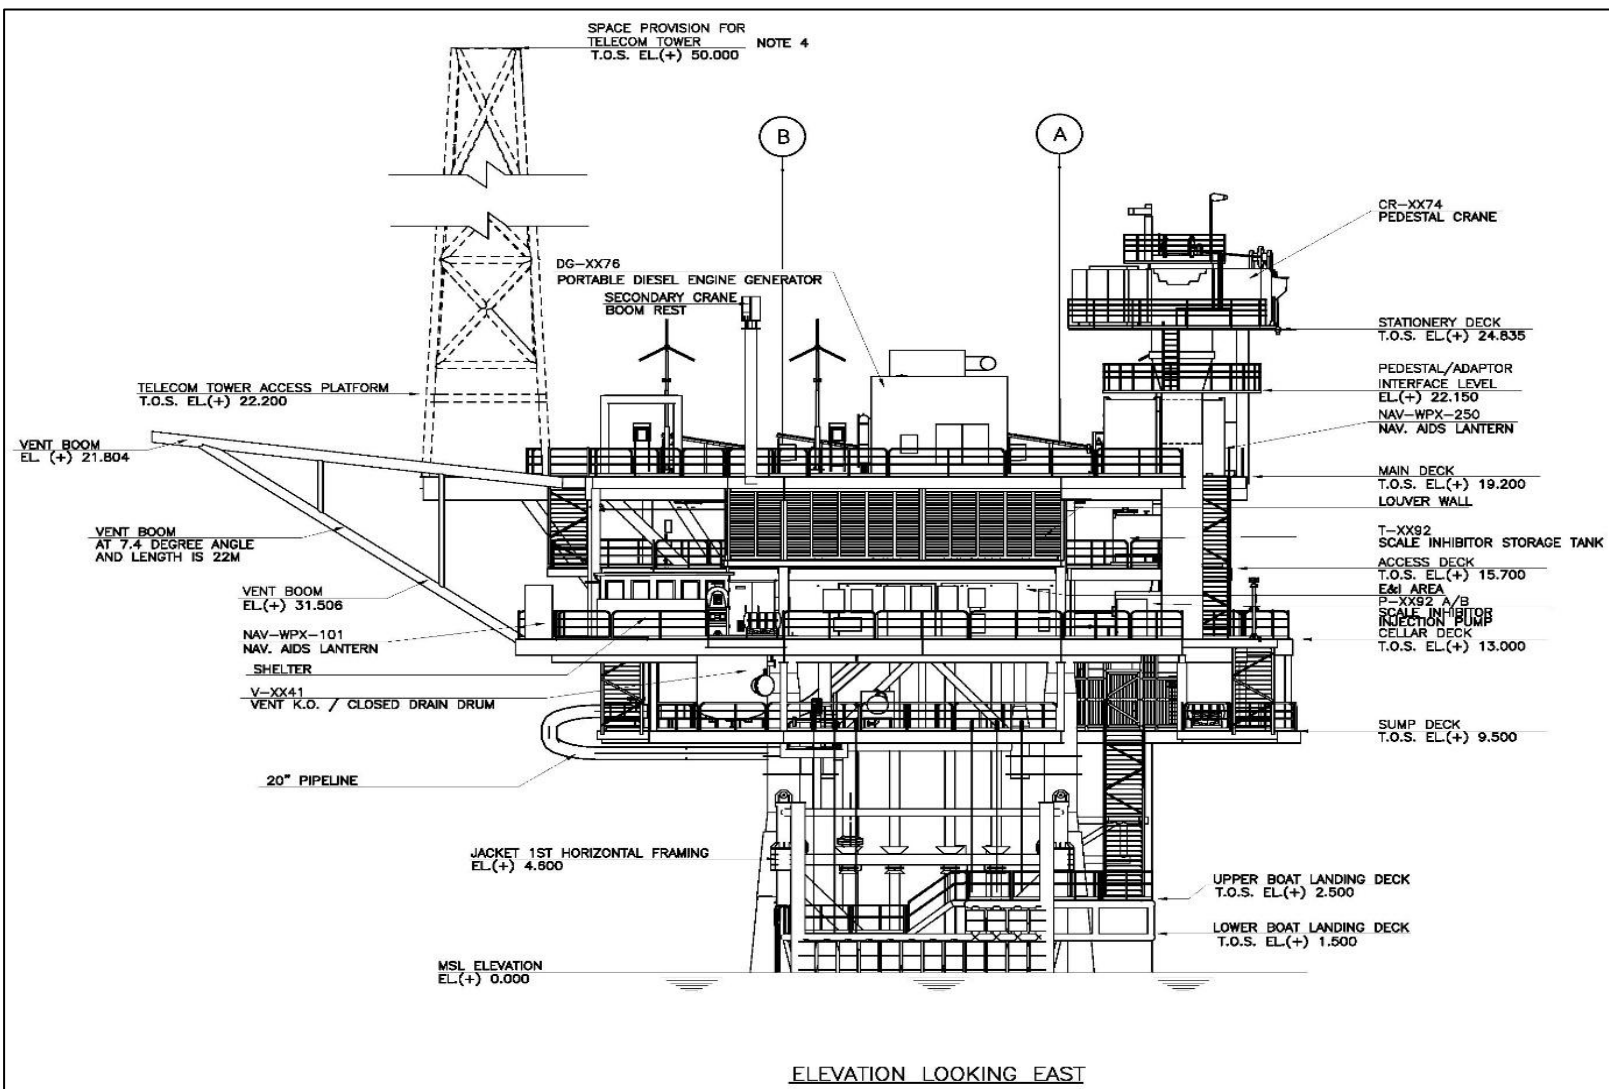 SPACE PROVISION FOR
TELECOM TOWER NOTE 4
T.O.S. EL.(+) 50.000
B
A
CR-XX74
PEDESTAL CRANE
DG-XX76
PORTABLE DIESEL ENGINE GENERATOR
SECONDARY CRANE
BOOM REST
STATIONERY DECK
T.O.S. EL.(+) 24.835
TELECOM TOWER ACCESS PLATFORM
T.O.S. EL.(+) 22.200
PEDESTAL/ADAPTOR
INTERFACE LEVEL
EL.(+) 22.150
NAV-WPX-250
NAV. AIDS LANTERN
VENT BOOM
EL. (+) 21.804
MAIN DECK
T.O.S. EL.(+) 19.200
LOUVER WALL
VENT BOOM
AT 7.4 DEGREE ANGLE
AND LENGTH IS 22M
T-XX92
SCALE INHIBITOR STORAGE TANK
ACCESS DECK
T.O.S. EL.(+) 15.700
E&I AREA
VENT BOOM
EL.(+) 31.506
P-XX92 A/B
SCALE INHIBITOR
INJECTION PUMP
CELLAR DECK
T.O.S. EL.(+) 13.000
NAV-WPX-101
NAV. AIDS LANTERN
SHELTER
V-XX41
VENT K.O. / CLOSED DRAIN DRUM
SUMP DECK
T.O.S. EL.(+) 9.500
20" PIPELINE
JACKET 1ST HORIZONTAL FRAMING
EL.(+) 4.600
UPPER BOAT LANDING DECK
T.O.S. EL.(+) 2.500
LOWER BOAT LANDING DECK
T.O.S. EL.(+) 1.500
MSL ELEVATION
EL.(+) 0.000
ELEVATION LOOKING EAST